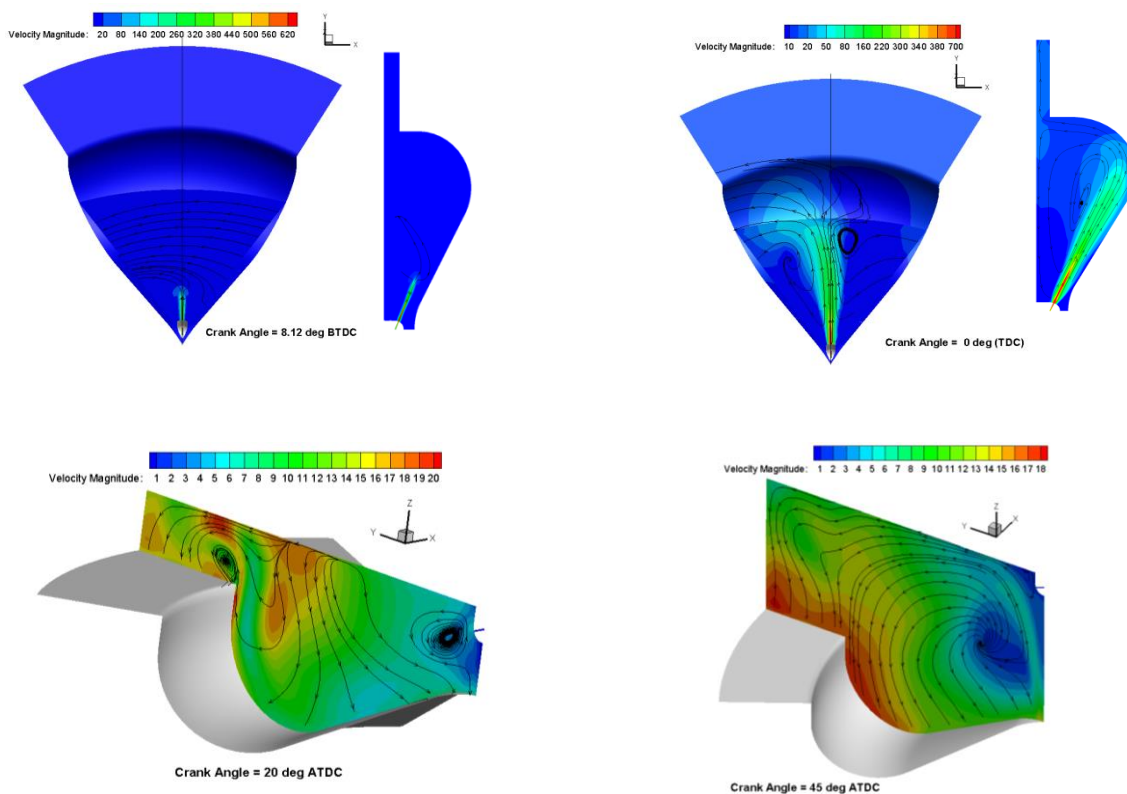 Velocity Magnitude: 20 80 140 200 260 320 380 440 500 560 620
Y
X
Crank Angle = 8.12 deg BTDC
Velocity Magnitude: 10 20 50 80 160 220 300 340 380 700
Y
X
Crank Angle = 0 deg (TDC)
Velocity Magnitude: 1 2 3 4 5 6 7 8 9 10 11 12 13 14 15 16 17 18 19 20
Z
Y
X
Crank Angle = 20 deg ATDC
Velocity Magnitude: 1 2 3 4 5 6 7 8 9 10 11 12 13 14 15 16 17 18
Z
Y
X
Crank Angle = 45 deg ATDC